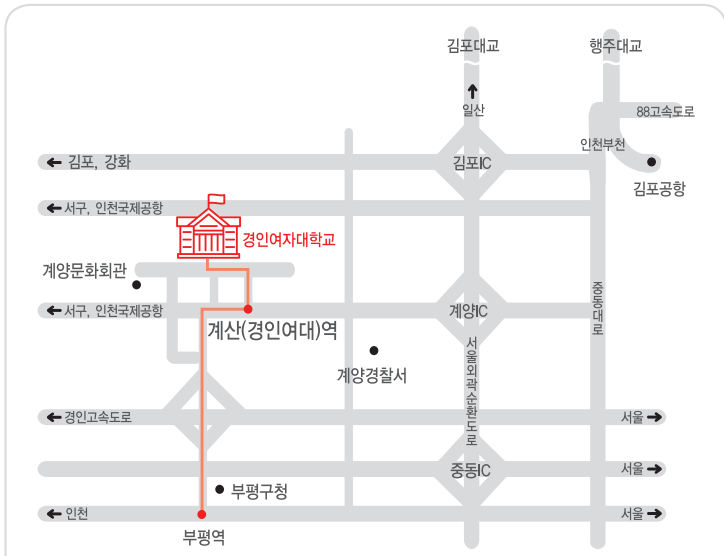 김포대교
행주대교
일산
88고속도로
인천부천
김포, 강화
김포IC
김포공항
서구, 인천국제공항
경인여자대학교
계양문화회관
서구, 인천국제공항
계산(경인여대)역
계양IC
중동대로
계양경찰서
서울외곽순환도로
경인고속도로
서울
중동IC
서울
부평구청
인천
서울
부평역